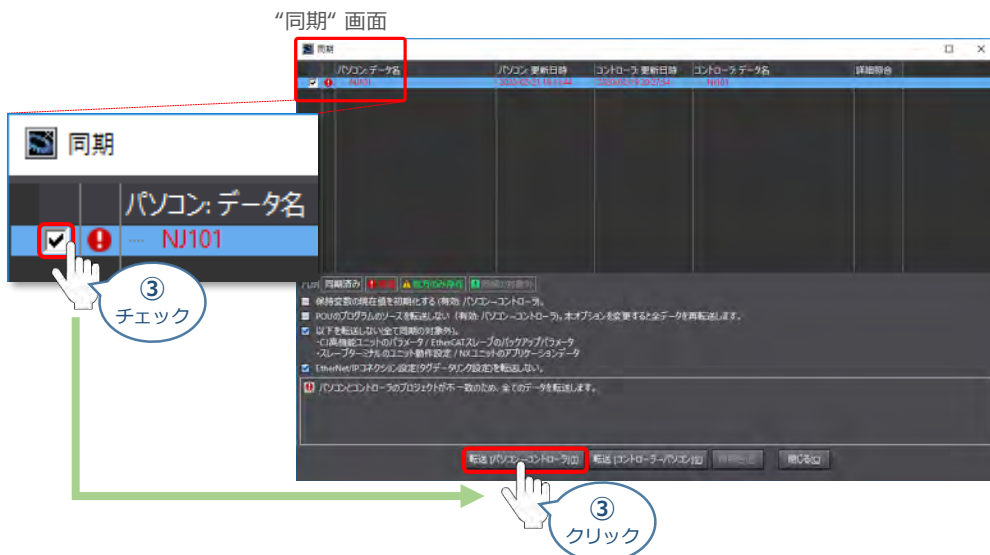 “同期” 画面
同期
パソコン: データ名 パソコン: 更新日時 コントローラ: 更新日時 コントローラ: データ名 詳細照合
NJ101 NJ101
同期
パソコン: データ名
NJ101
③
チェック
同期済み
保持変数の現在値を初期化する (有効: パソコン→コントローラ)。
POUのプログラムのソースを転送しない (有効: パソコン→コントローラ)。本オプションを変更すると全データを再転送します。
以下を転送しない(全て同期の対象外)。
・CJ高機能ユニットのパラメータ / EtherCATスレーブのバックアップパラメータ
・スレーブターミナルのユニット動作設定 / NXユニットのアプリケーションデータ
EtherNet/IPコネクション設定(タグデータリンク設定)を転送しない。
パソコンとコントローラのプロジェクトが不一致のため、全てのデータを転送します。
転送 [パソコン→コントローラ](T) 転送 [コントローラ→パソコン] 閉じる(C)
③
クリック